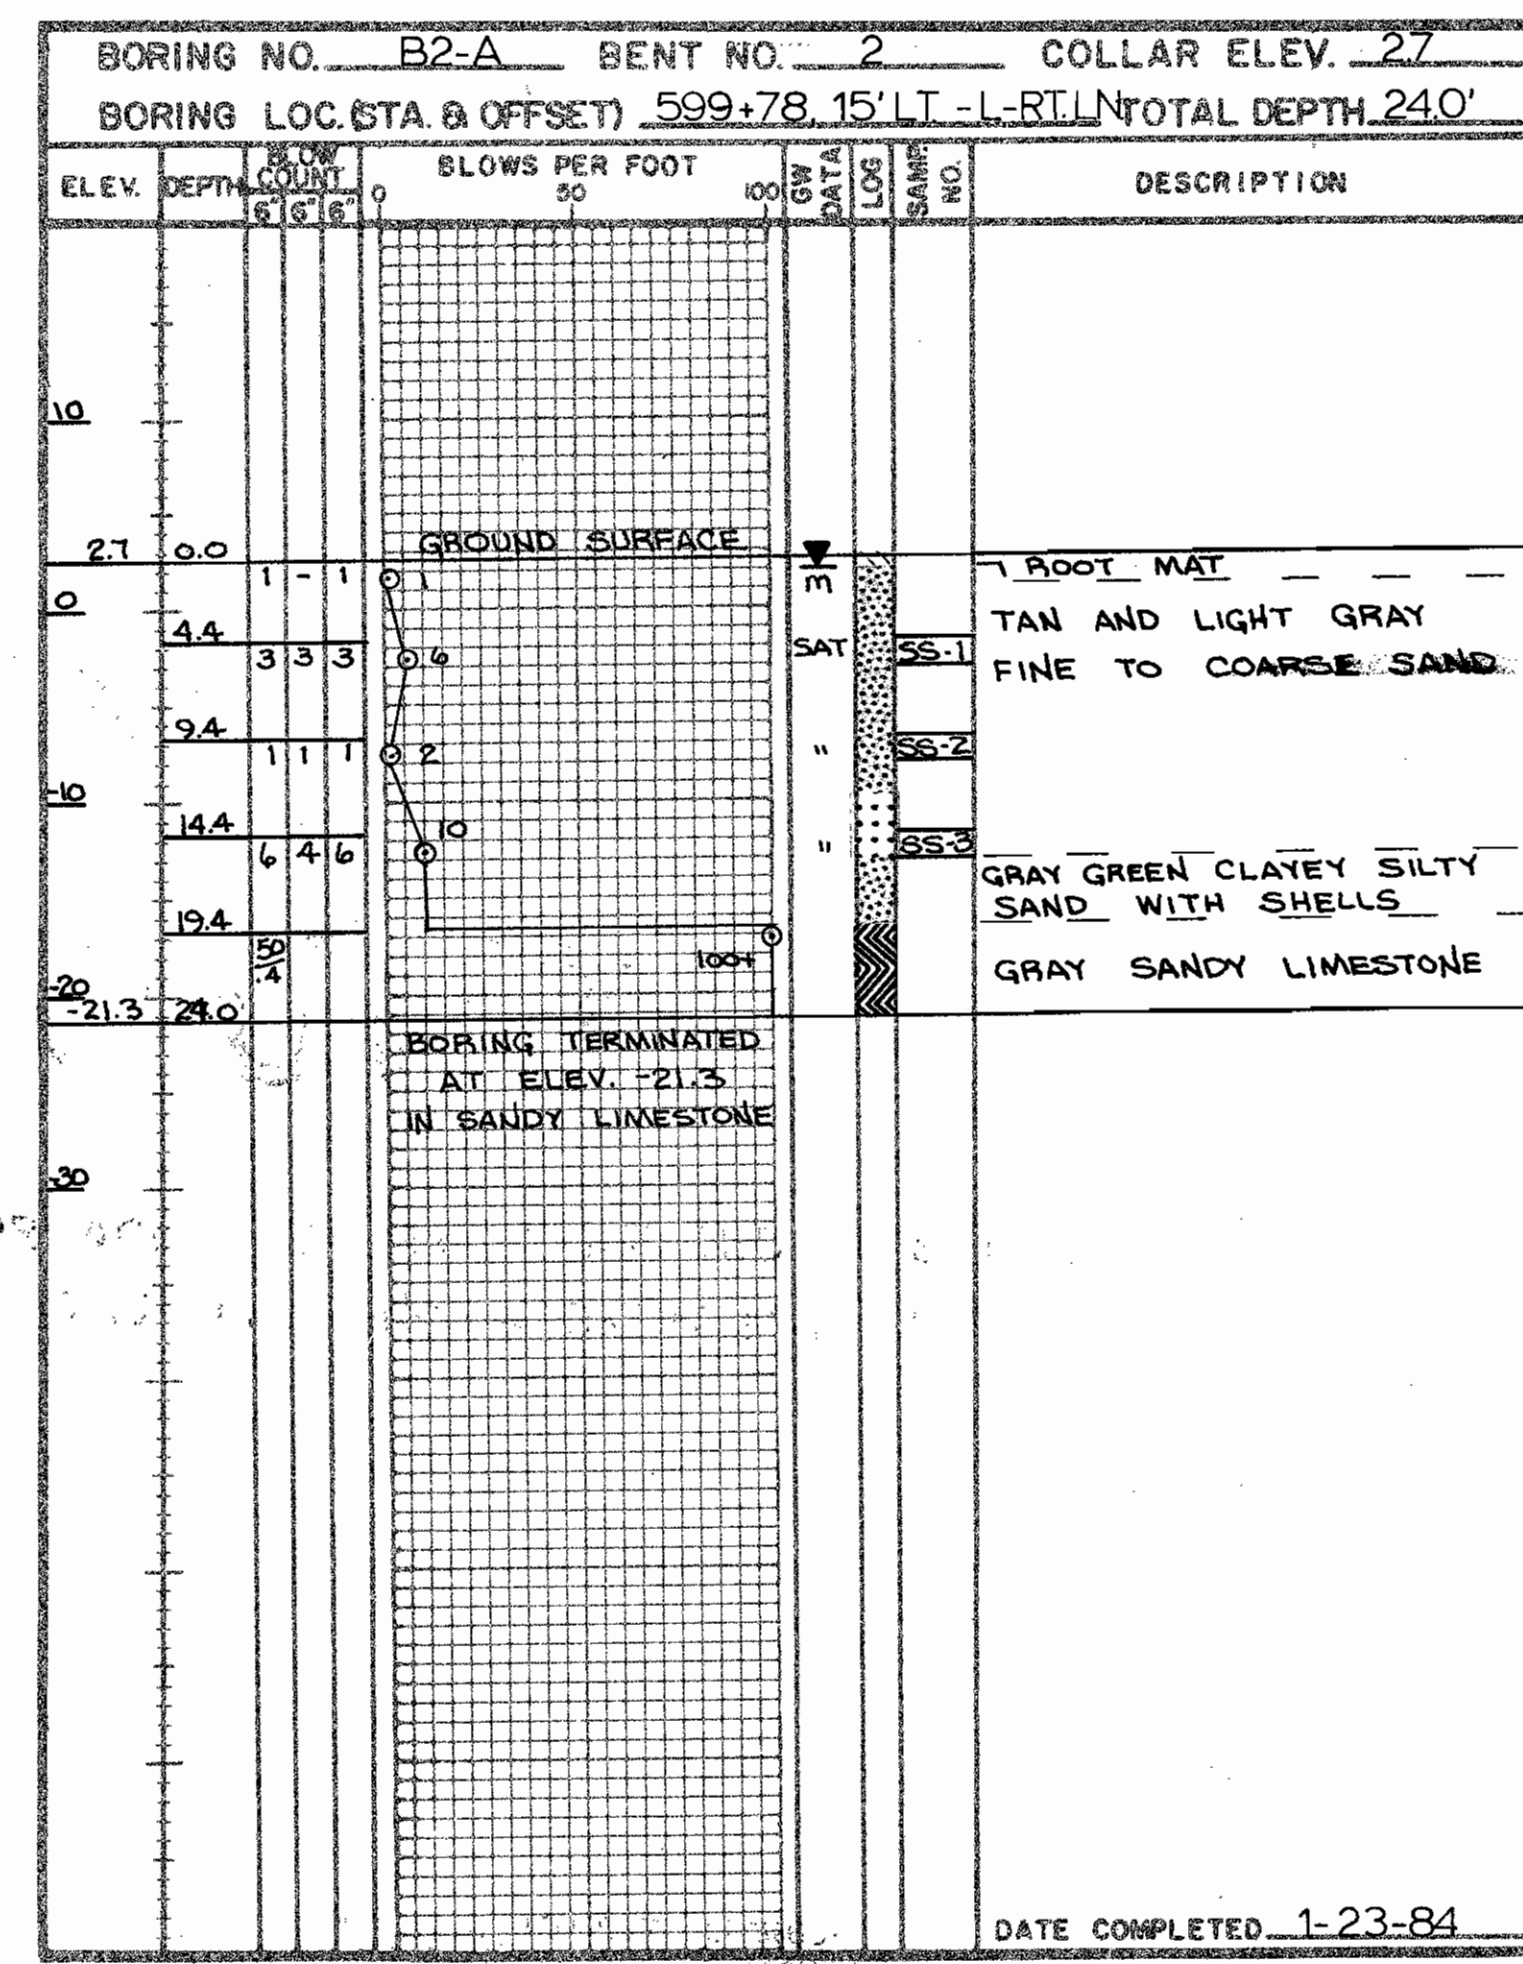 BORING NO. B2-A BENT NO. 2 COLLAR ELEV. 2.7
BORING LOC. (STA. & OFFSET) 599+78, 15' LT. -L-RT.LN TOTAL DEPTH 24.0'
ELEV. DEPTH BLOW COUNT BLOWS PER FOOT GW DATA LOG SAMP. NO. DESCRIPTION
6" 6" 6" 0 50 100
10
2.7 0.0 GROUND SURFACE
1 - 1 1 m ROOT MAT
0 TAN AND LIGHT GRAY
4.4 SAT SS-1
3 3 3 6 FINE TO COARSE SAND
9.4
1 1 1 2 " SS-2
-10
14.4 10
6 4 6 " SS-3
GRAY GREEN CLAYEY SILTY
SAND WITH SHELLS
19.4
50/.4 100+ GRAY SANDY LIMESTONE
-20
-21.3 24.0
BORING TERMINATED
AT ELEV. -21.3
IN SANDY LIMESTONE
-30
DATE COMPLETED 1-23-84